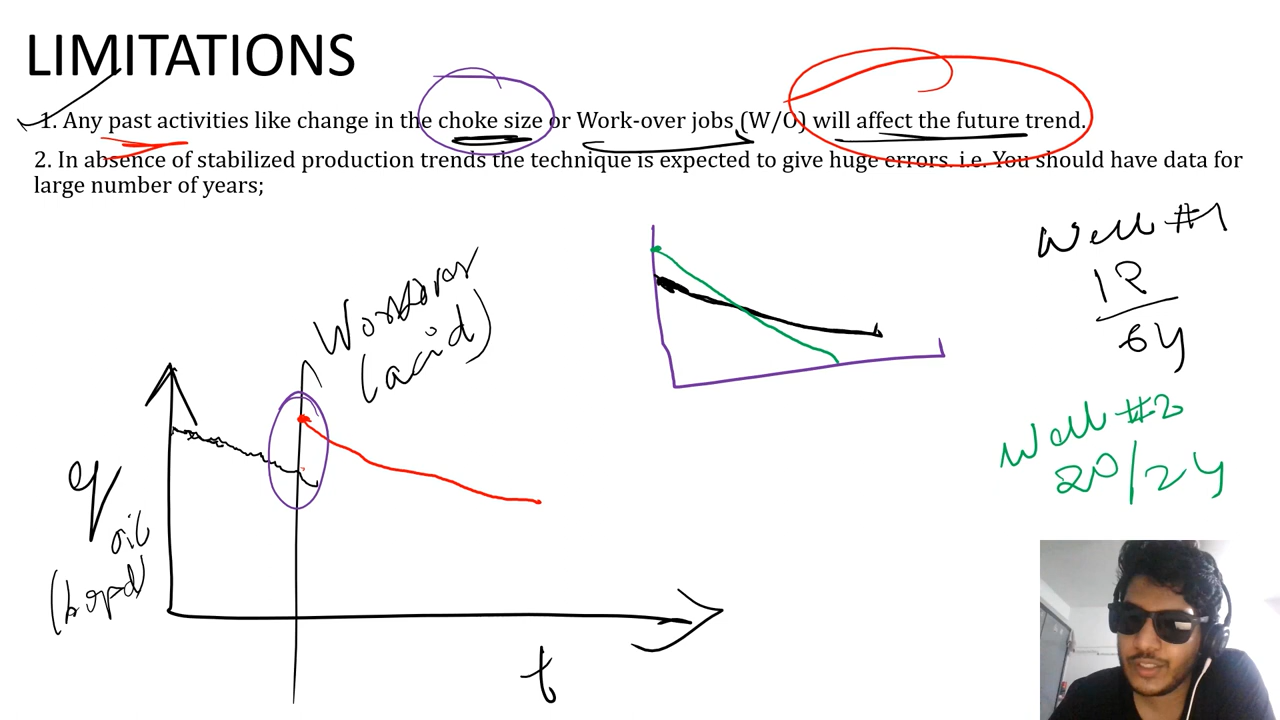 LIMITATIONS
1. Any past activities like change in the choke size or Work-over jobs (W/O) will affect the future trend.
2. In absence of stabilized production trends the technique is expected to give huge errors. i.e. You should have data for
large number of years;
Well #1
12
6y
Workover
(acid)
Well #2
20/2y
q
oil
(bopd
t